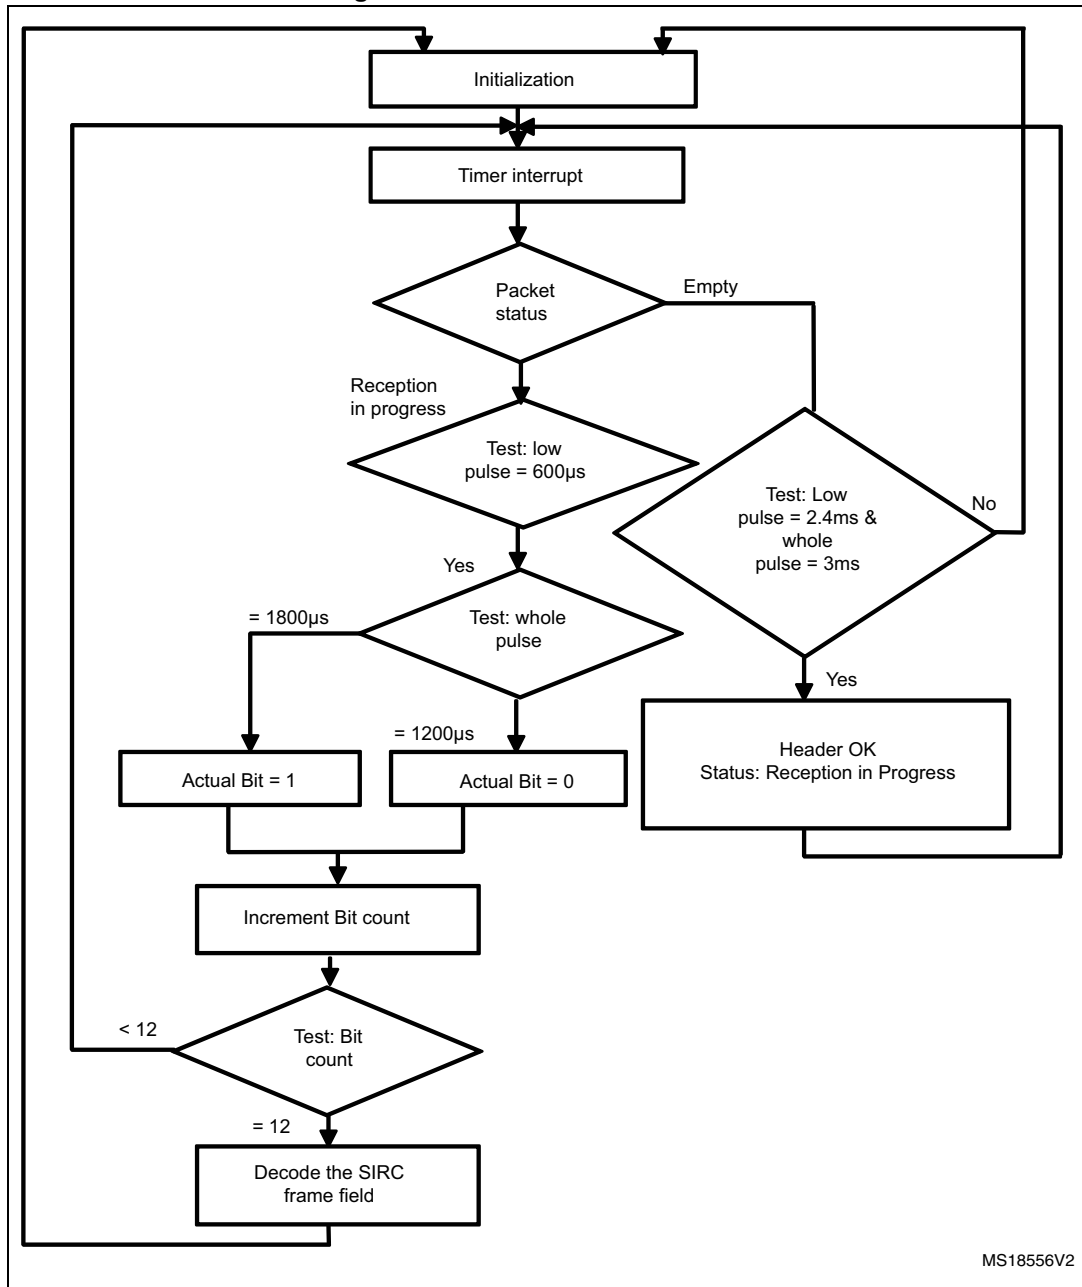 Initialization
Timer interrupt
Packet
status
Empty
Reception
in progress
Test: low
pulse = 600µs
Test: Low
pulse = 2.4ms &
whole
pulse = 3ms
No
Yes
Test: whole
pulse
= 1800µs
Yes
= 1200µs
Header OK
Status: Reception in Progress
Actual Bit = 1
Actual Bit = 0
Increment Bit count
< 12
Test: Bit
count
= 12
Decode the SIRC
frame field
MS18556V2